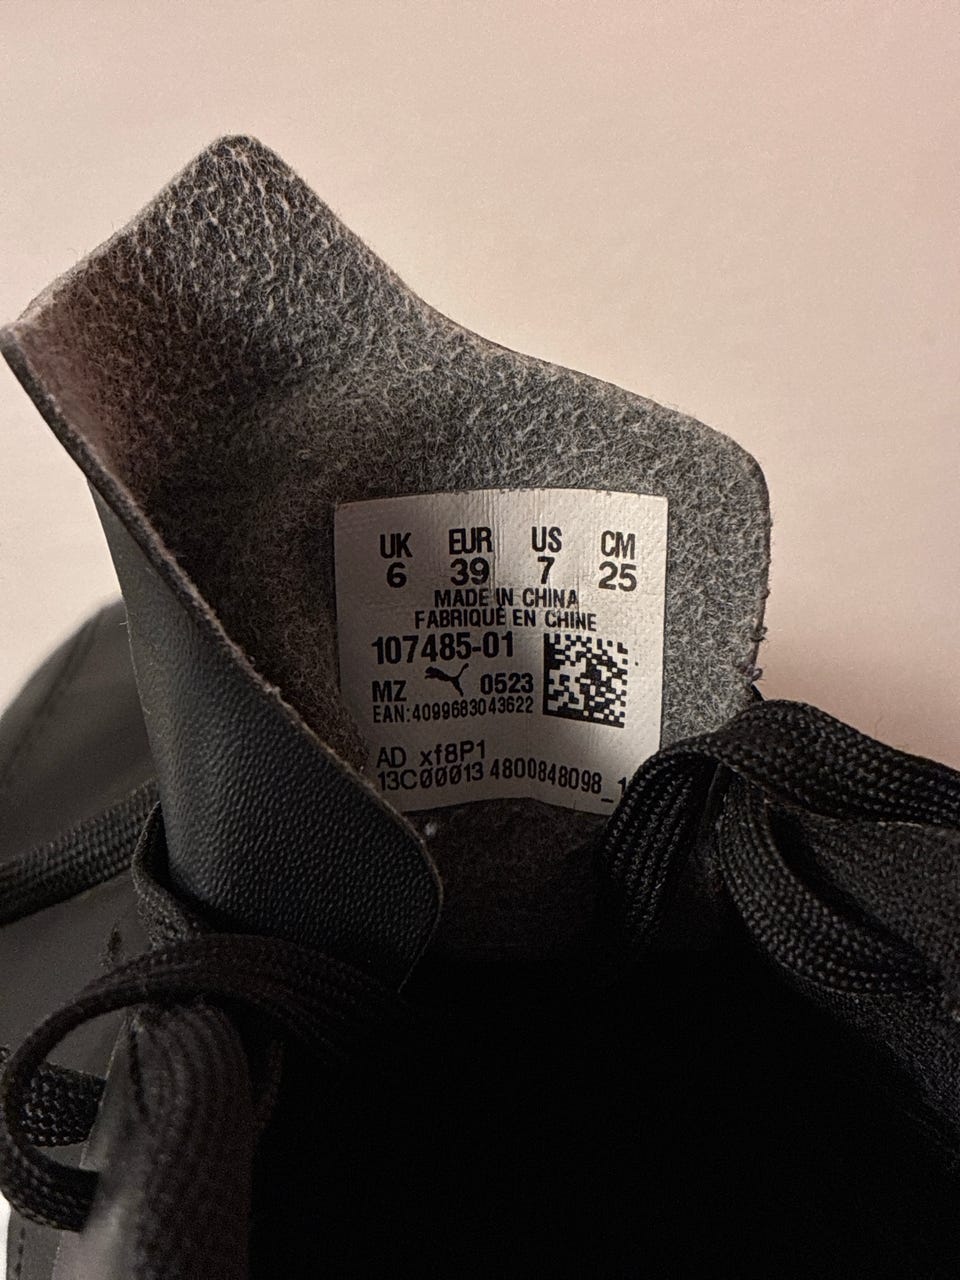 UK EUR US CM
6 39 7 25
MADE IN CHINA
FABRIQUÉ EN CHINE
107485-01
MZ 0523
EAN:4099683043622
AD xf8P1
13C00013 4800848098_1